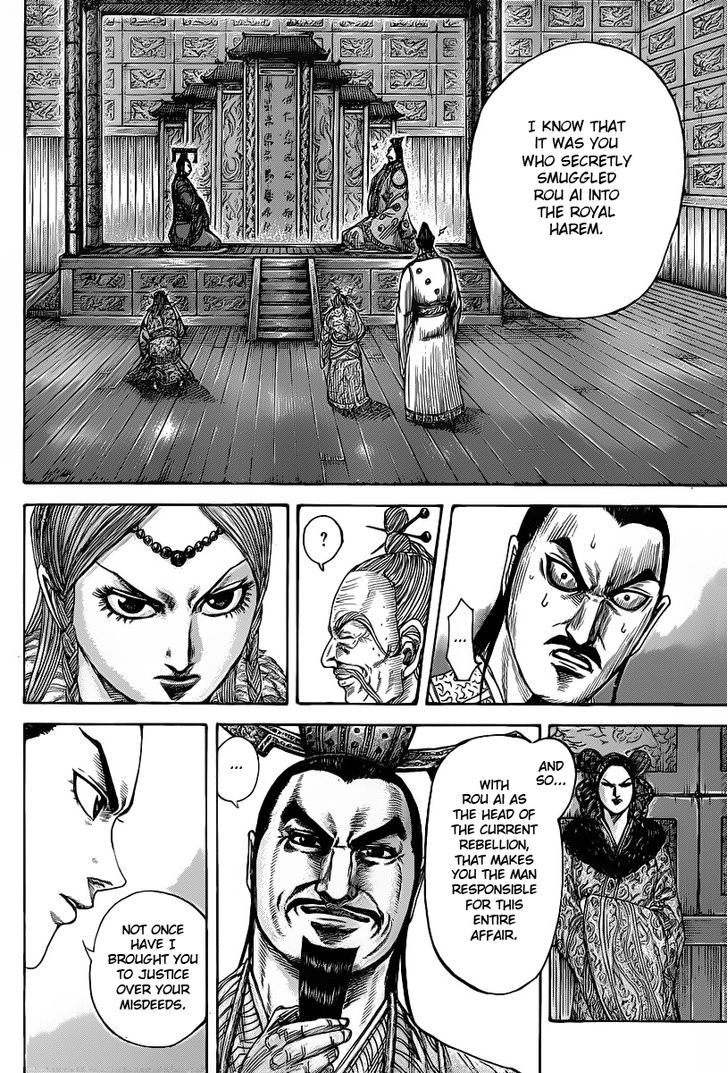 I KNOW THAT
IT WAS YOU
WHO SECRETLY
SMUGGLED
ROU AI INTO
THE ROYAL
HAREM.
...
?
AND
SO...
WITH
ROU AI AS
THE HEAD OF
THE CURRENT
REBELLION,
THAT MAKES
YOU THE MAN
RESPONSIBLE
FOR THIS
ENTIRE
AFFAIR.
...
NOT ONCE
HAVE I
BROUGHT YOU
TO JUSTICE
OVER YOUR
MISDEEDS.